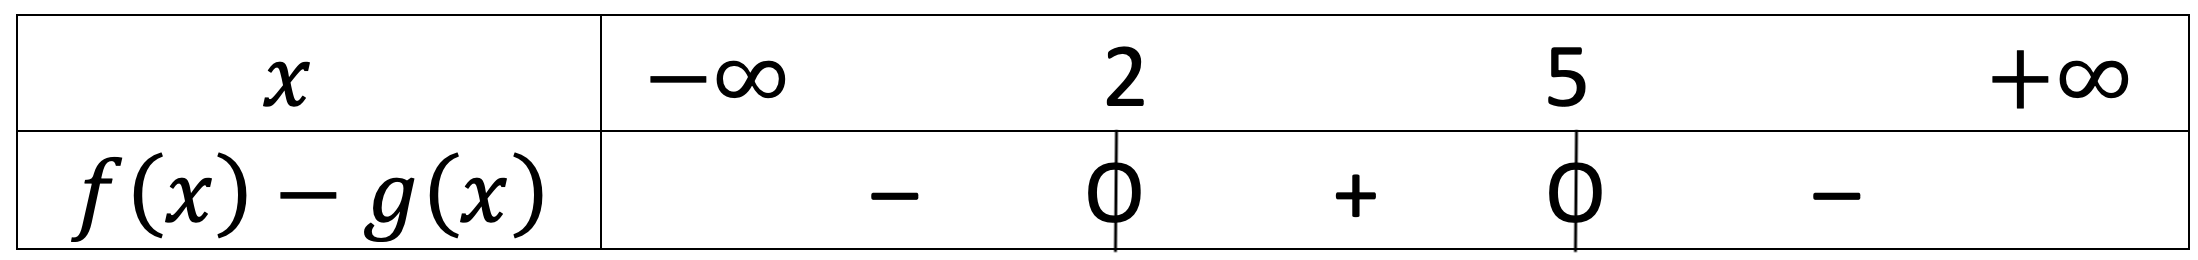 x −∞ 2 5 +∞
f(x) − g(x) − 0 + 0 −